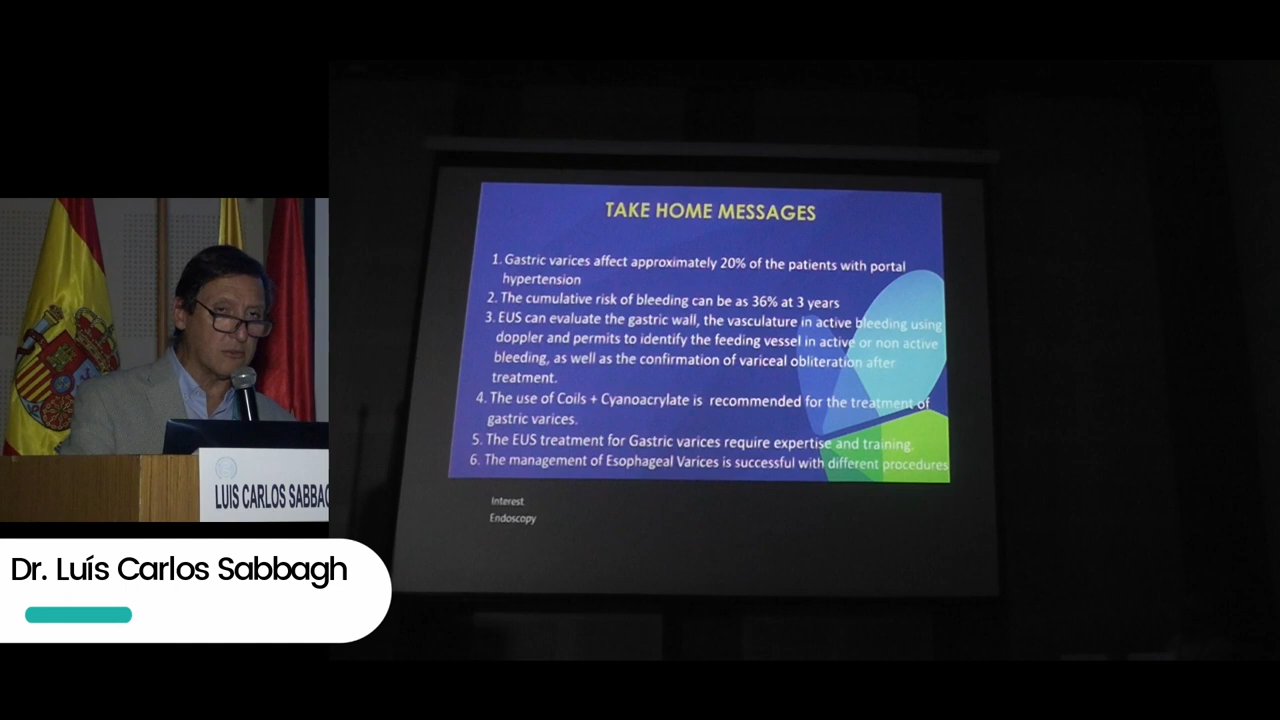 TAKE HOME MESSAGES
1. Gastric varices affect approximately 20% of the patients with portal
hypertension
2. The cumulative risk of bleeding can be as 36% at 3 years
3. EUS can evaluate the gastric wall, the vasculature in active bleeding using
doppler and permits to identify the feeding vessel in active or non active
bleeding, as well as the confirmation of variceal obliteration after
treatment.
4. The use of Coils + Cyanoacrylate is recommended for the treatment of
gastric varices.
5. The EUS treatment for Gastric varices require expertise and training.
6. The management of Esophageal Varices is successful with different procedures
Interest
Endoscopy
LUIS CARLOS SABBAG
Dr. Luís Carlos Sabbagh